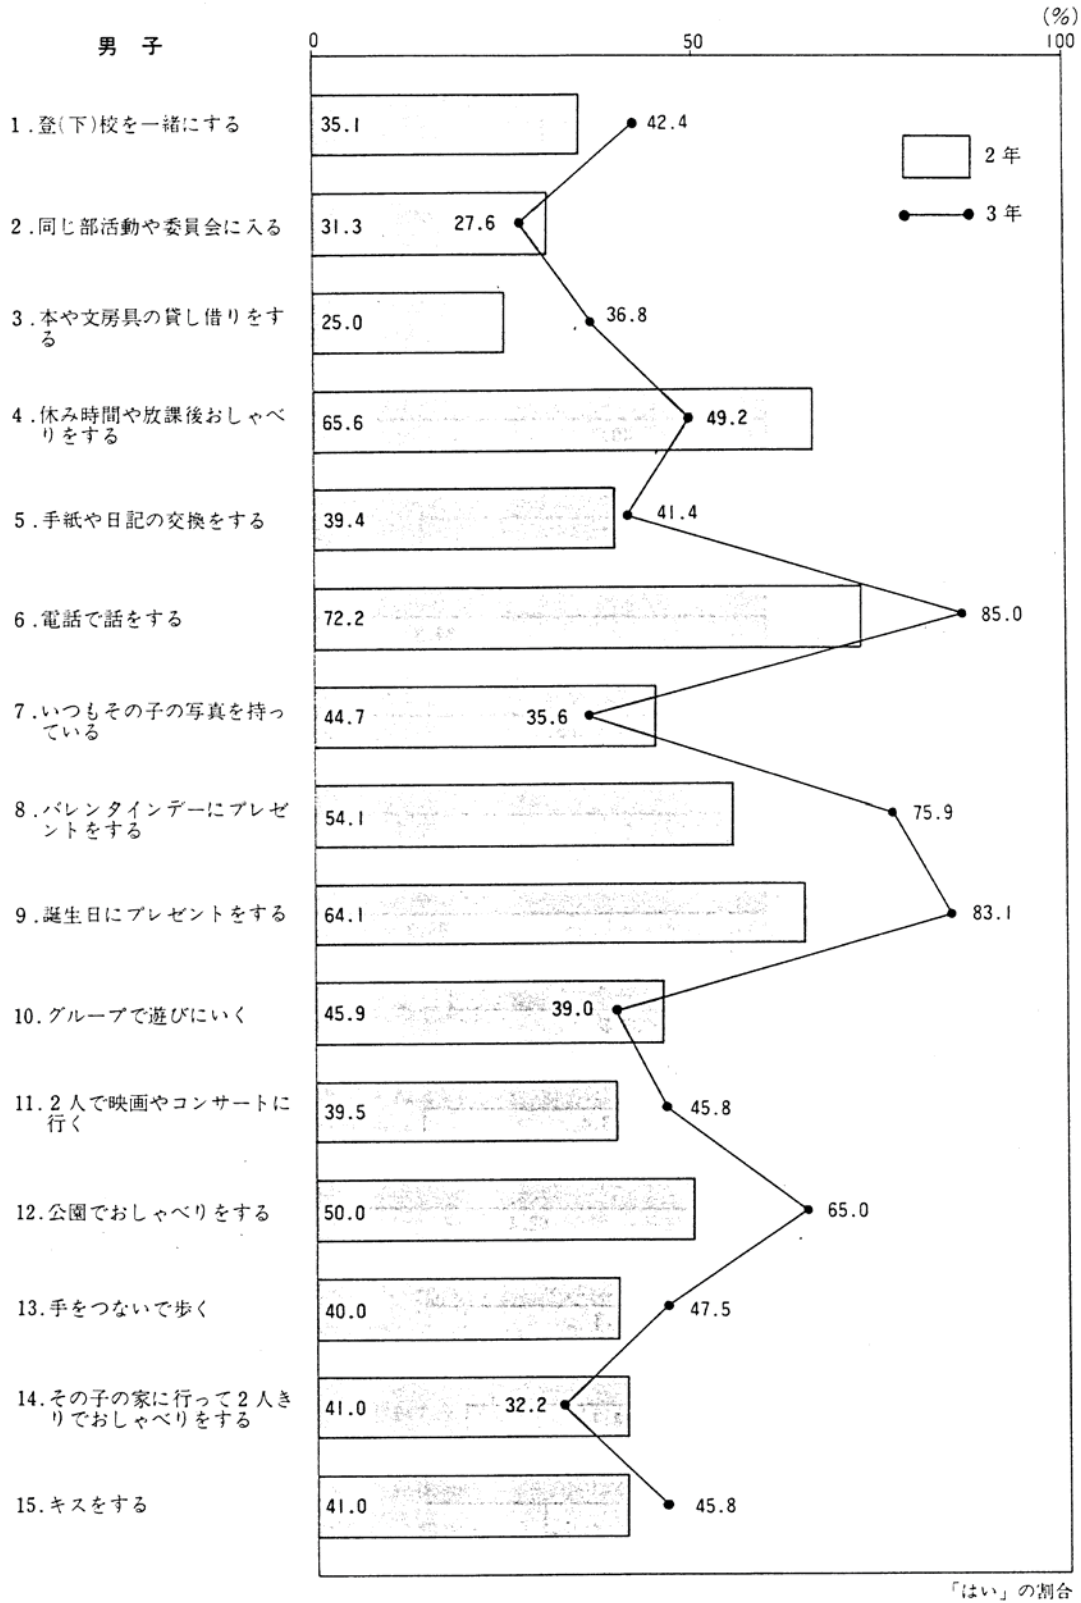 (%)
男 子
0 50 100
2 年
3 年
1.登(下)校を一緒にする
35.1 42.4
2.同じ部活動や委員会に入る
31.3 27.6
3.本や文房具の貸し借りをす
る
25.0 36.8
4.休み時間や放課後おしゃべ
りをする
65.6 49.2
5.手紙や日記の交換をする
39.4 41.4
6.電話で話をする
72.2 85.0
7.いつもその子の写真を持っ
ている
44.7 35.6
8.バレンタインデーにプレゼ
ントをする
54.1 75.9
9.誕生日にプレゼントをする
64.1 83.1
10.グループで遊びにいく
45.9 39.0
11.2人で映画やコンサートに
行く
39.5 45.8
12.公園でおしゃべりをする
50.0 65.0
13.手をつないで歩く
40.0 47.5
14.その子の家に行って2人き
りでおしゃべりをする
41.0 32.2
15.キスをする
41.0 45.8
「はい」の割合